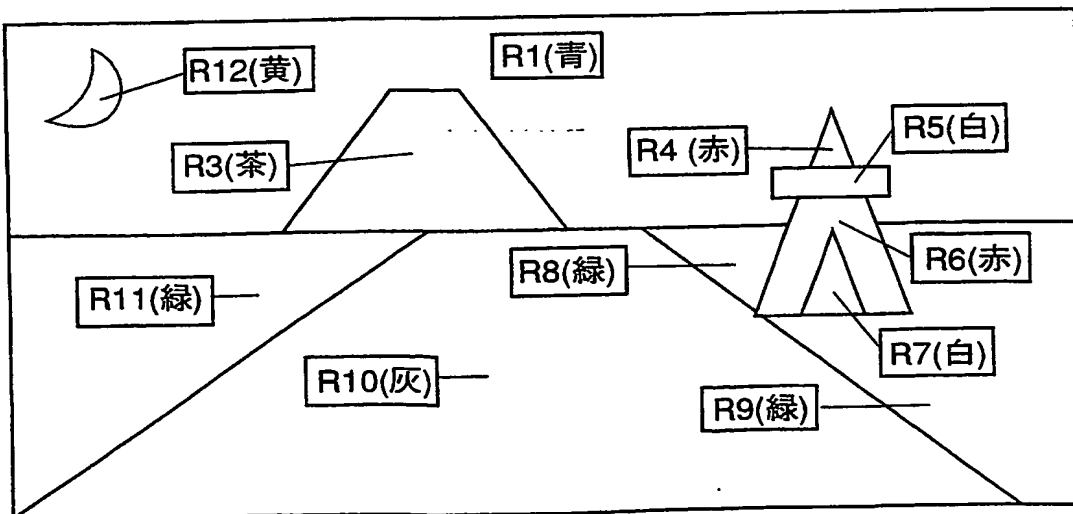 R1(青)
R12(黄)
R5(白)
R4 (赤)
R3(茶)
R6(赤)
R8(緑)
R11(緑)
R7(白)
R10(灰)
R9(緑)